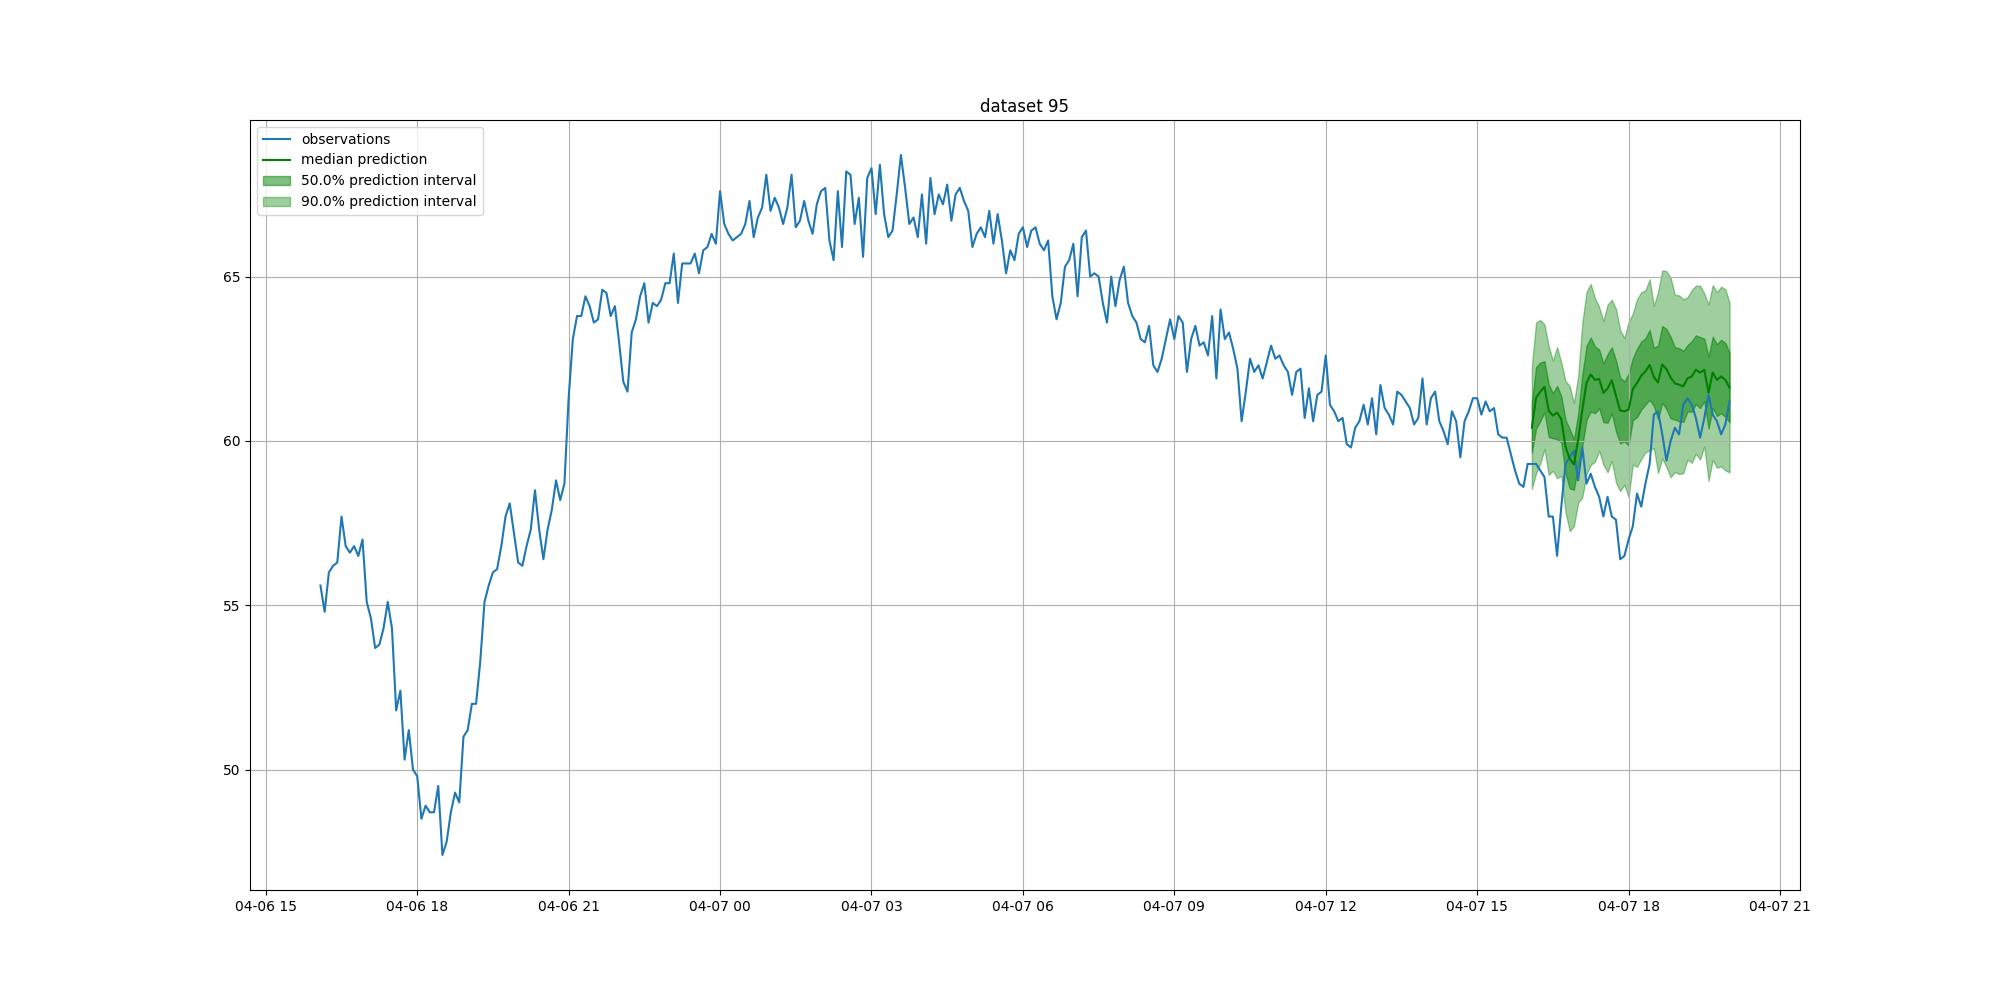 dataset 95
observations
median prediction
50.0% prediction interval
90.0% prediction interval
65
60
55
50
04-06 15 04-06 18 04-06 21 04-07 00 04-07 03 04-07 06 04-07 09 04-07 12 04-07 15 04-07 18 04-07 21